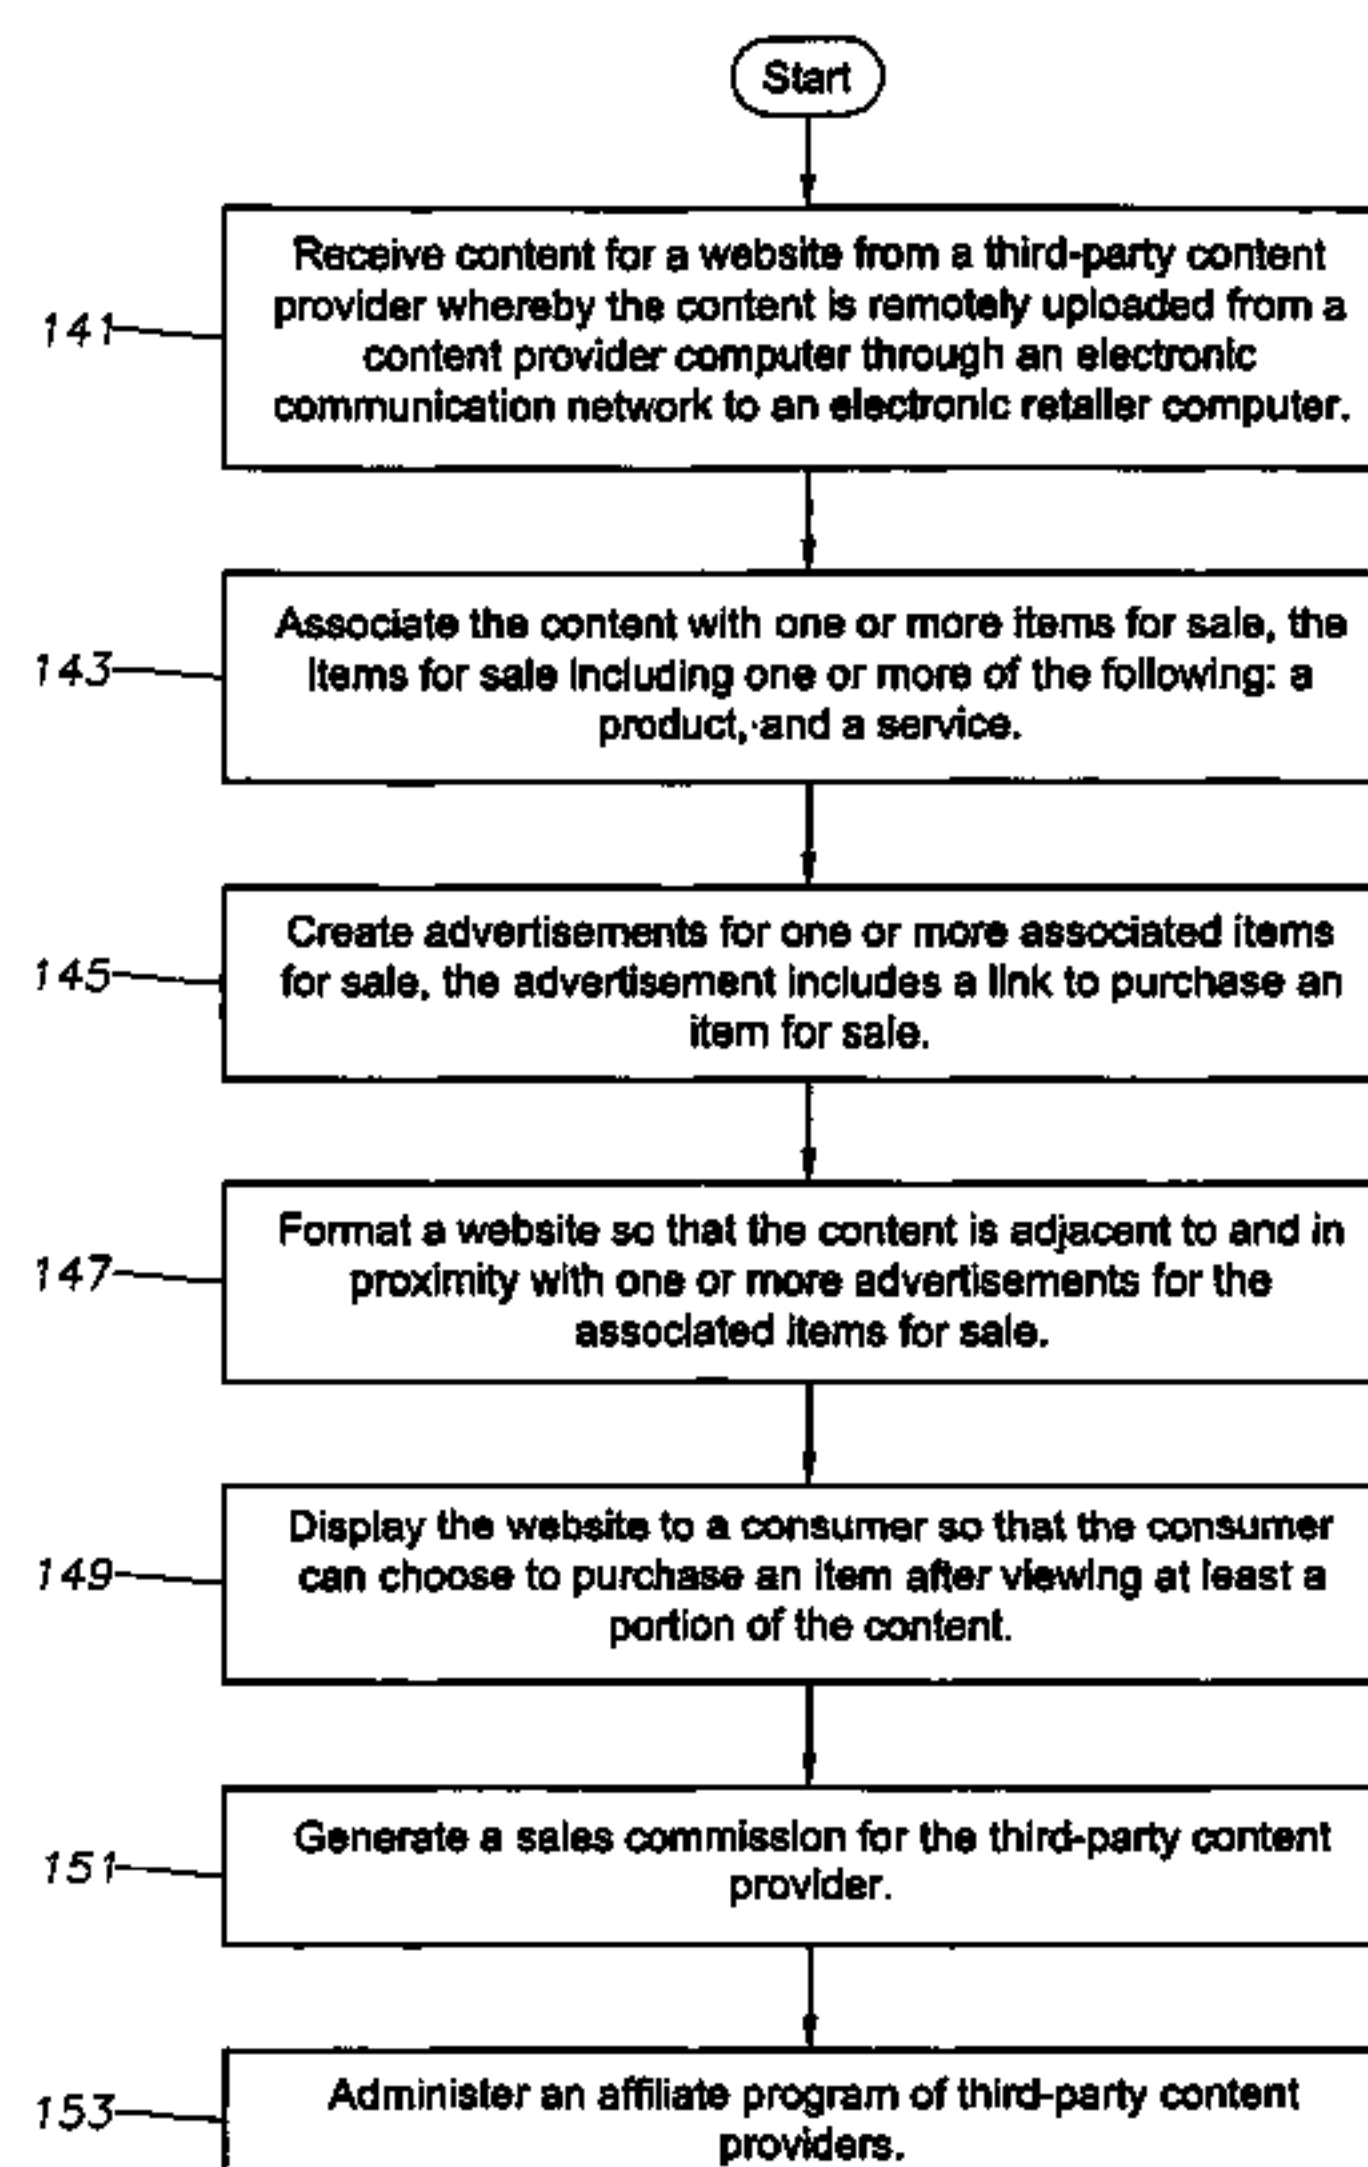 Start
Receive content for a website from a third-party content
provider whereby the content is remotely uploaded from a
content provider computer through an electronic
communication network to an electronic retailer computer.
141
Associate the content with one or more items for sale, the
items for sale including one or more of the following: a
product, and a service.
143
Create advertisements for one or more associated items
for sale, the advertisement includes a link to purchase an
item for sale.
145
Format a website so that the content is adjacent to and in
proximity with one or more advertisements for the
associated items for sale.
147
Display the website to a consumer so that the consumer
can choose to purchase an item after viewing at least a
portion of the content.
149
Generate a sales commission for the third-party content
provider.
151
Administer an affiliate program of third-party content
providers.
153